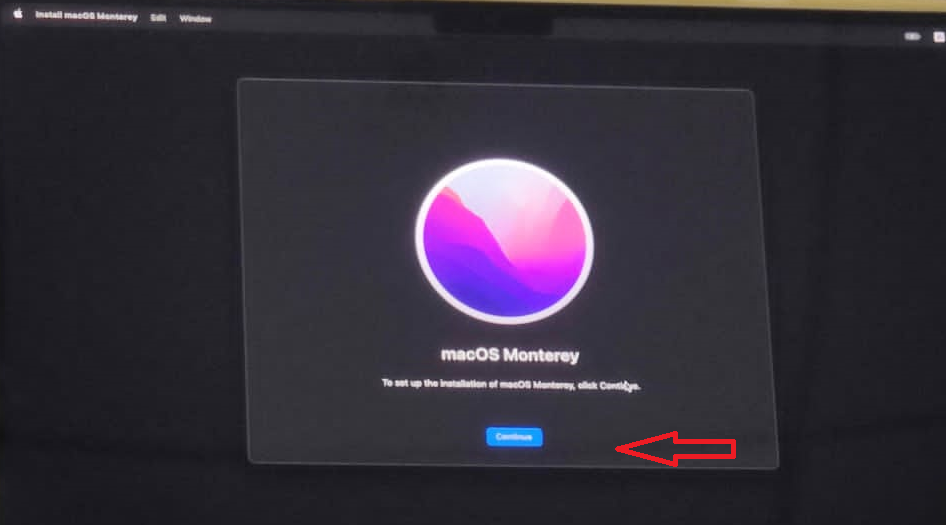 Install macOS Monterey Edit Window
macOS Monterey
To set up the installation of macOS Monterey, click Continue.
Continue